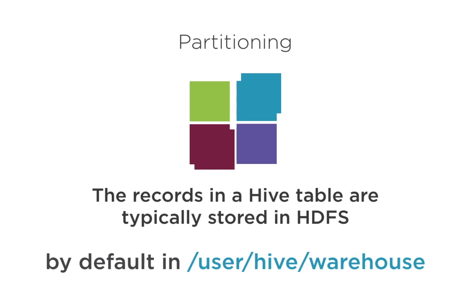 Partitioning
The records in a Hive table are
typically stored in HDFS
by default in /user/hive/warehouse